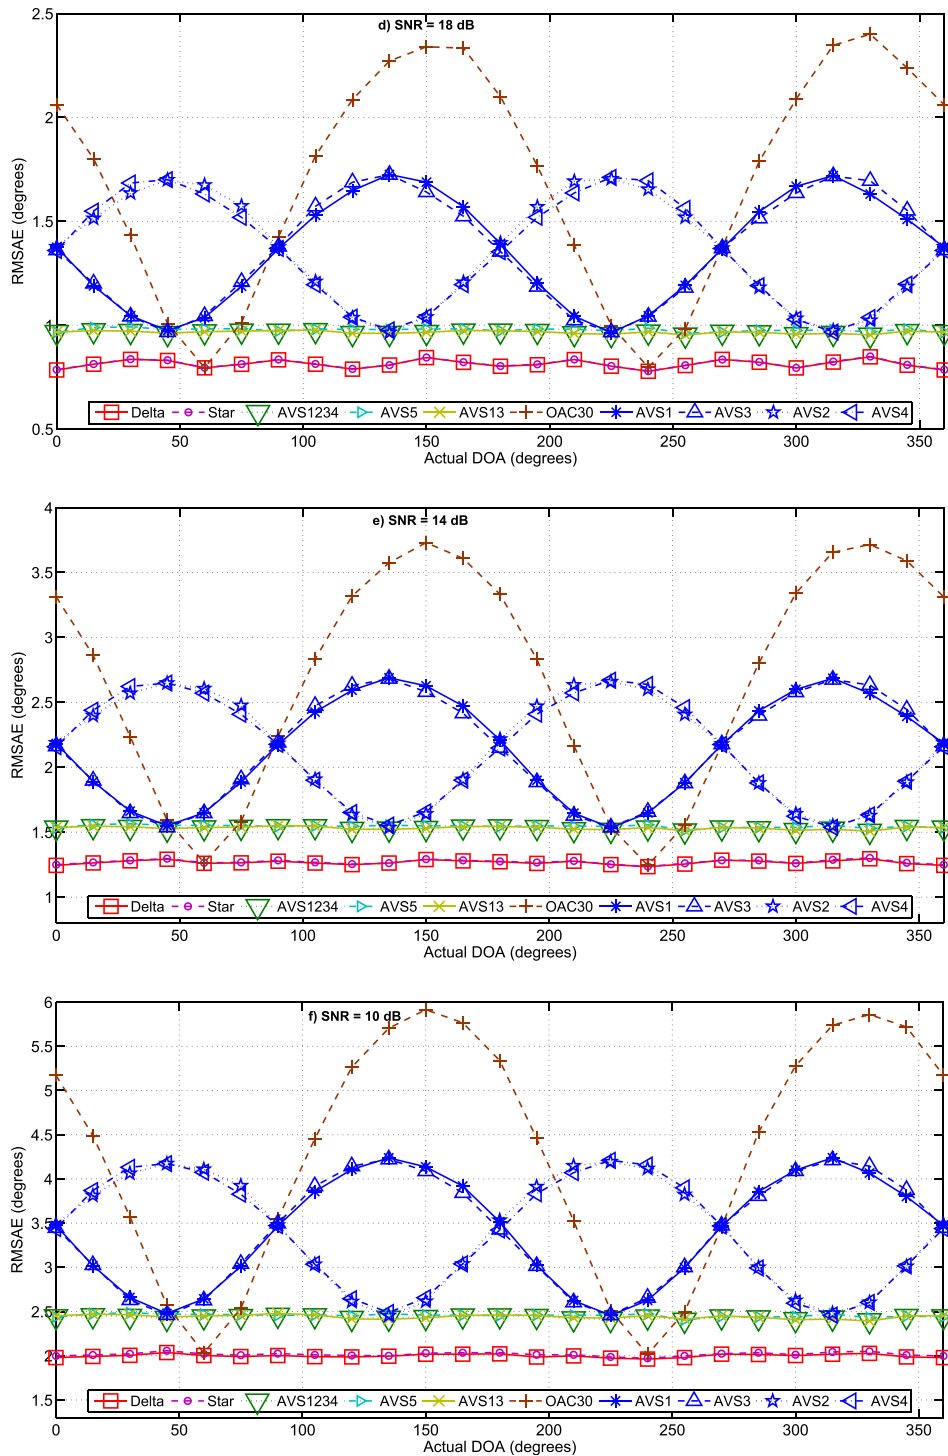 d) SNR = 18 dB
2.5
2
1.5
1
0.5
RMSAE (degrees)
Delta Star AVS1234 AVS5 AVS13 OAC30 AVS1 AVS3 AVS2 AVS4
0 50 100 150 200 250 300 350
Actual DOA (degrees)
e) SNR = 14 dB
4
3.5
3
2.5
2
1.5
1
RMSAE (degrees)
Delta Star AVS1234 AVS5 AVS13 OAC30 AVS1 AVS3 AVS2 AVS4
0 50 100 150 200 250 300 350
Actual DOA (degrees)
f) SNR = 10 dB
6
5.5
5
4.5
4
3.5
3
2.5
2
1.5
RMSAE (degrees)
Delta Star AVS1234 AVS5 AVS13 OAC30 AVS1 AVS3 AVS2 AVS4
0 50 100 150 200 250 300 350
Actual DOA (degrees)